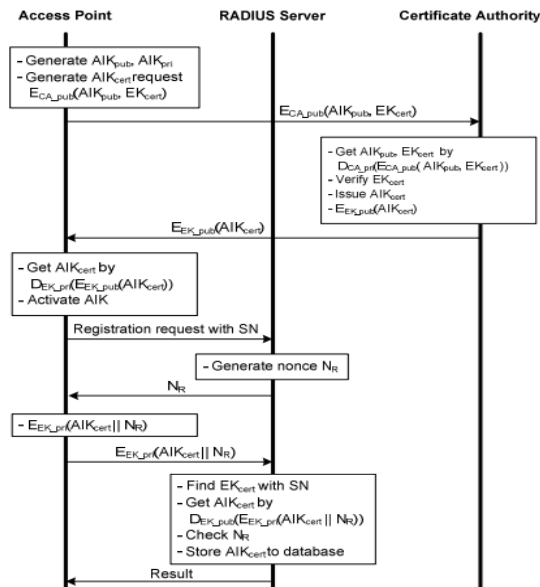 Access Point RADIUS Server Certificate Authority
- Generate AIKpub, AIKpri
- Generate AIKcert request
ECA_pub(AIKpub, EKcert)
ECA_pub(AIKpub, EKcert)
- Get AIKpub, EKcert by
DCA_pri(ECA_pub( AIKpub, EKcert))
- Verify EKcert
- Issue AIKcert
- EEK_pub(AIKcert)
EEK_pub(AIKcert)
- Get AIKcert by
DEK_pri(EEK_pub(AIKcert))
- Activate AIK
Registration request with SN
- Generate nonce NR
NR
- EEK_pri(AIKcert || NR)
EEK_pri(AIKcert || NR)
- Find EKcert with SN
- Get AIKcert by
DEK_pub(EEK_pri(AIKcert || NR))
- Check NR
- Store AIKcert to database
Result